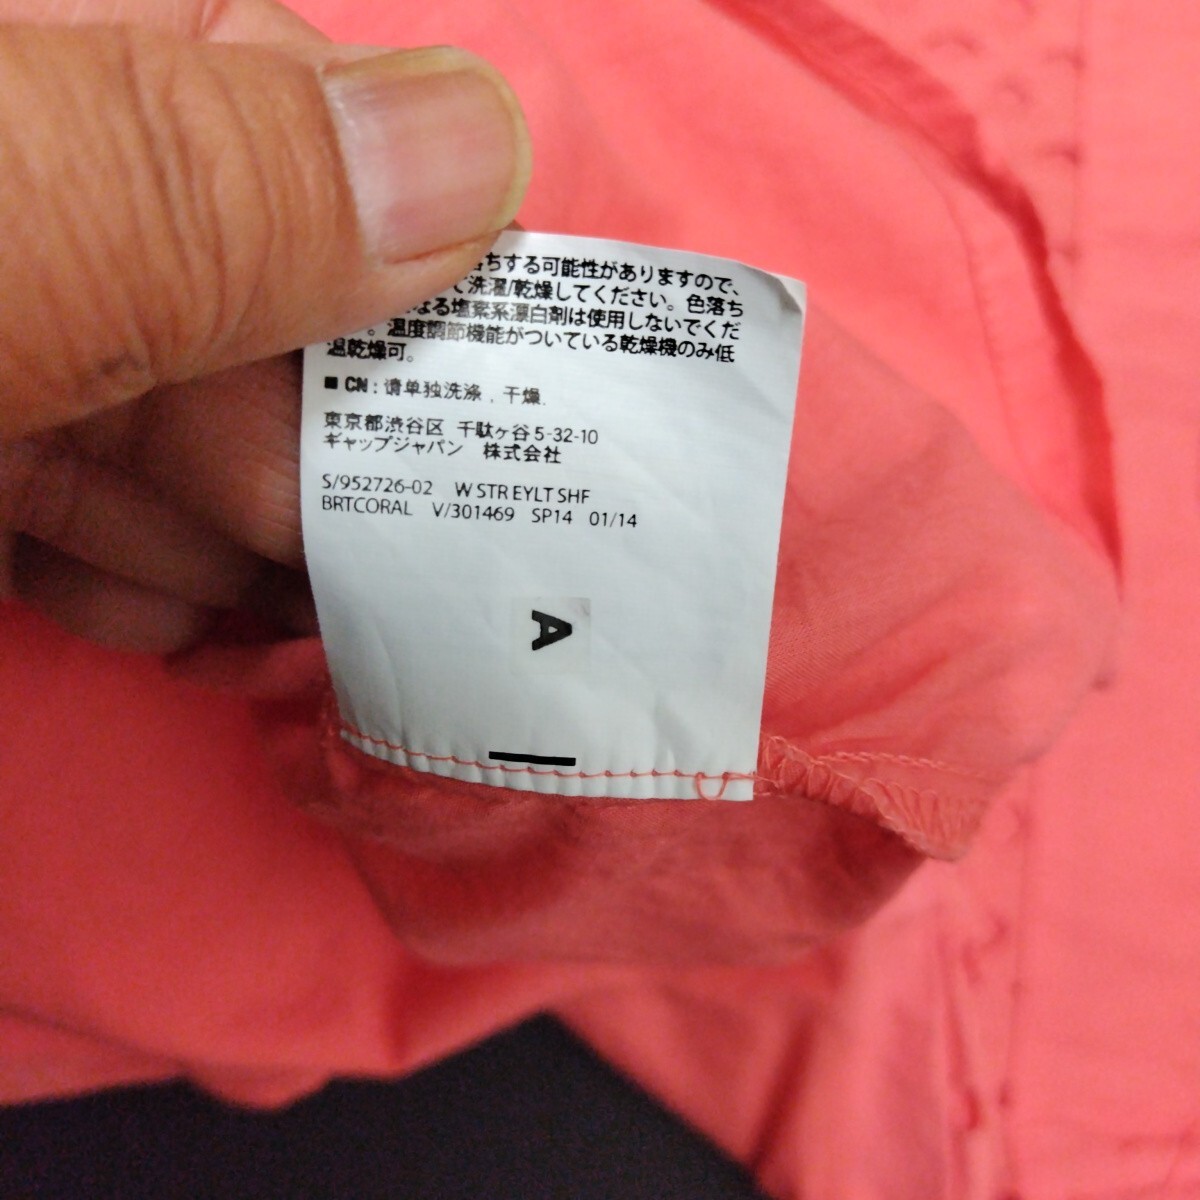 ちする可能性がありますので、
て洗濯/乾燥してください。色落ち
なる塩素系漂白剤は使用しないでくだ
。温度調節機能がついている乾燥機のみ低
温乾燥可。
■ CN : 请单独洗涤，干燥.
東京都渋谷区 千駄ヶ谷5-32-10
ギャップジャパン 株式会社
S/952726-02 W STR EYLT SHF
BRTCORAL V/301469 SP14 01/14
A